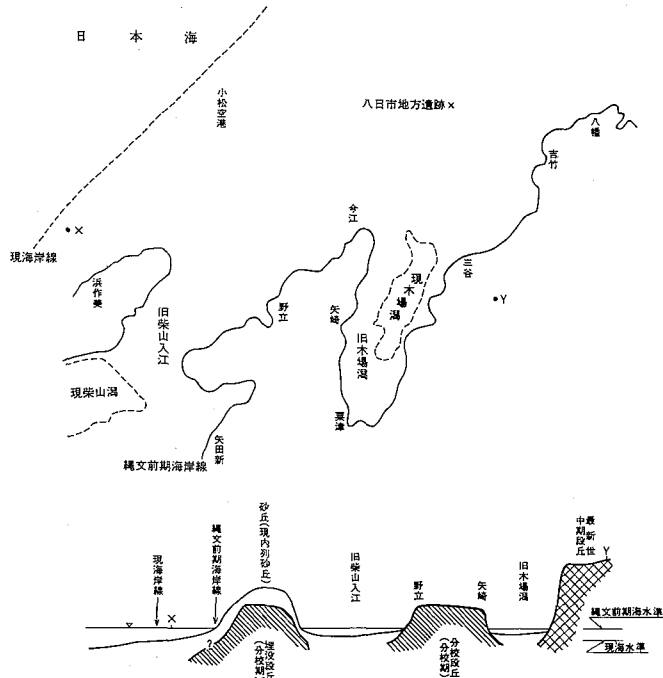 日本海
小松空港
八日市地方遺跡×
八幡
吉竹
X
現海岸線
浜作美
旧柴山入江
現柴山潟
今江
野立
矢崎
現木場潟
旧木場潟
三谷
Y
粟津
矢田新
縄文前期海岸線
現海岸線
X
縄文前期海岸線
砂丘(現内列砂丘)
?
埋没段丘
(分校期)
旧柴山入江
野立
矢崎
分校段丘
(分校期)
旧木場潟
最新世
中期段丘
Y
縄文前期海水準
現海水準